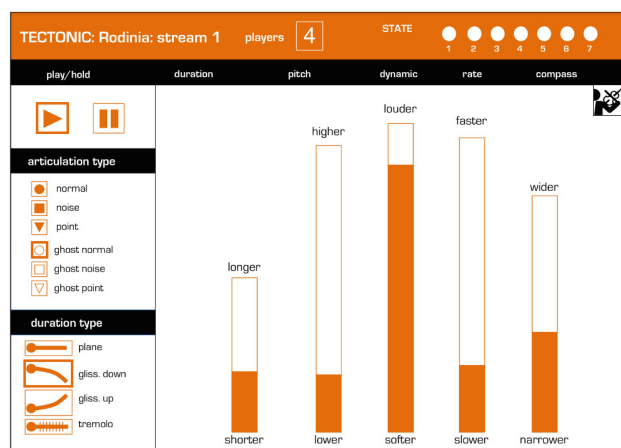 TECTONIC: Rodinia: stream 1 players 4 STATE
1 2 3 4 5 6 7
play/hold duration pitch dynamic rate compass
articulation type
normal
noise
point
ghost normal
ghost noise
ghost point
duration type
plane
gliss. down
gliss. up
tremolo
longer
shorter
higher
lower
louder
softer
faster
slower
wider
narrower